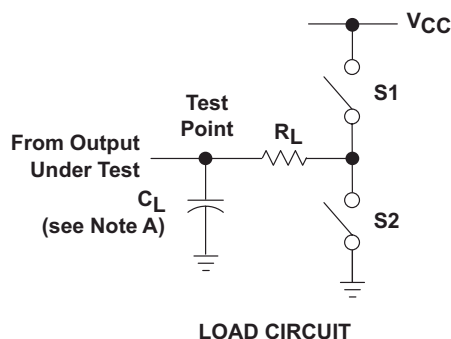 VCC
S1
Test
Point
RL
From Output
Under Test
CL
(see Note A)
S2
LOAD CIRCUIT